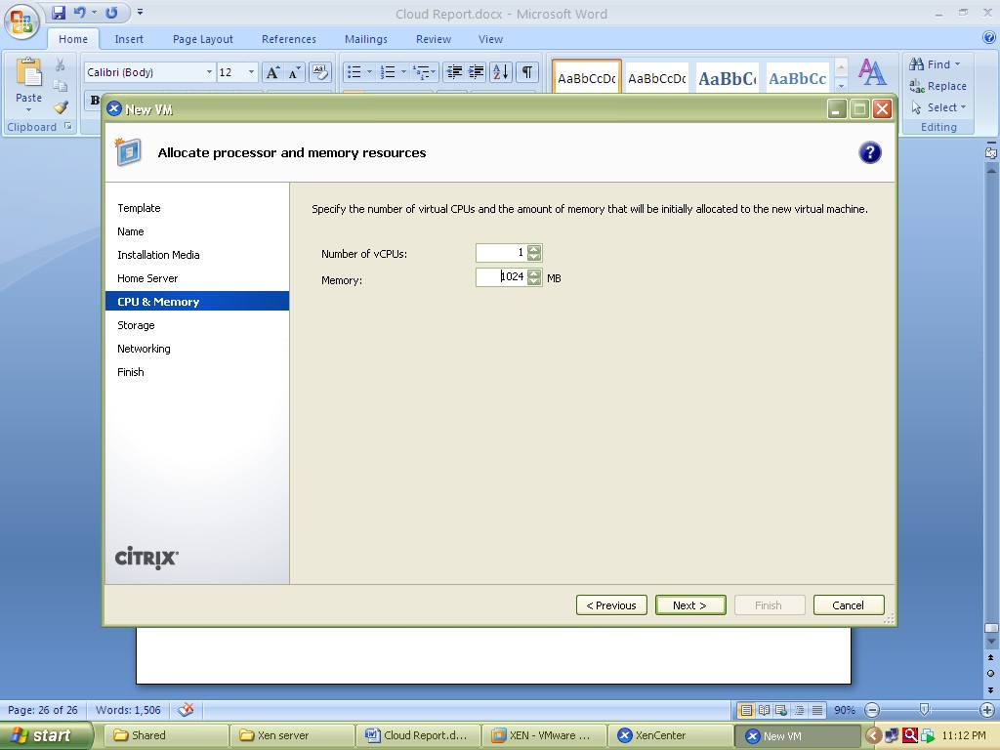 Cloud Report.docx - Microsoft Word
Home Insert Page Layout References Mailings Review View
Paste
Clipboard
Calibri (Body) 12
B
AaBbCcDc AaBbCcDc AaBbC AaBbCc
Find
Replace
Select
Editing
New VM
Allocate processor and memory resources
Template
Name
Installation Media
Home Server
CPU & Memory
Storage
Networking
Finish
CITRIX
Specify the number of virtual CPUs and the amount of memory that will be initially allocated to the new virtual machine.
Number of vCPUs: 1
Memory: 1024 MB
< Previous Next > Finish Cancel
Page: 26 of 26 Words: 1,506 90%
start Shared Xen server Cloud Report.d... XEN - VMware ... XenCenter New VM 11:12 PM